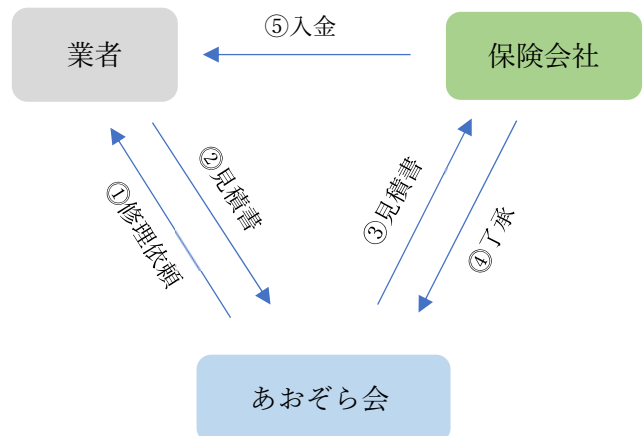 ⑤入金
業者
保険会社
②見積書
①修理依頼
③見積書
④了承
あおぞら会